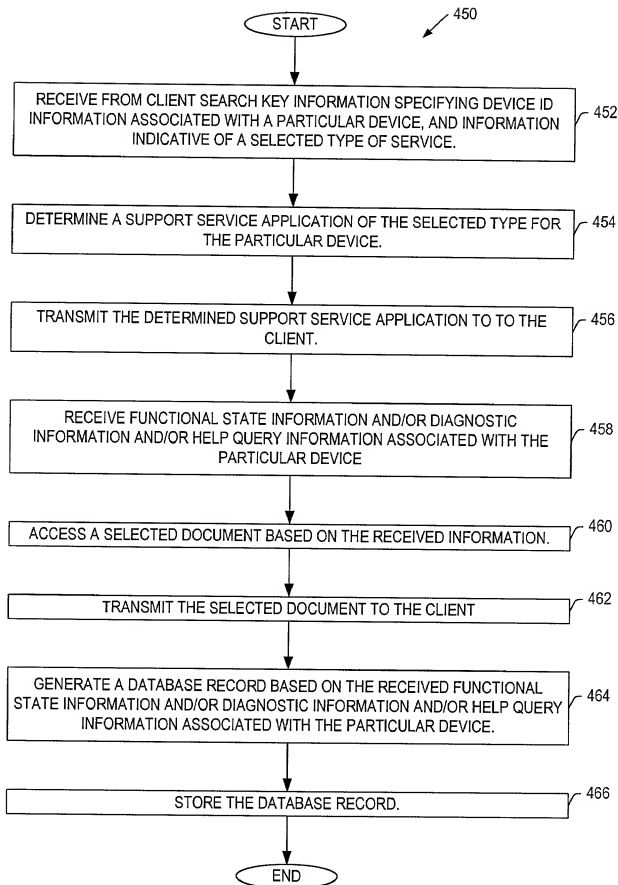 START
450
RECEIVE FROM CLIENT SEARCH KEY INFORMATION SPECIFYING DEVICE ID
INFORMATION ASSOCIATED WITH A PARTICULAR DEVICE, AND INFORMATION
INDICATIVE OF A SELECTED TYPE OF SERVICE.
452
DETERMINE A SUPPORT SERVICE APPLICATION OF THE SELECTED TYPE FOR
THE PARTICULAR DEVICE.
454
TRANSMIT THE DETERMINED SUPPORT SERVICE APPLICATION TO TO THE
CLIENT.
456
RECEIVE FUNCTIONAL STATE INFORMATION AND/OR DIAGNOSTIC
INFORMATION AND/OR HELP QUERY INFORMATION ASSOCIATED WITH THE
PARTICULAR DEVICE
458
ACCESS A SELECTED DOCUMENT BASED ON THE RECEIVED INFORMATION.
460
TRANSMIT THE SELECTED DOCUMENT TO THE CLIENT
462
GENERATE A DATABASE RECORD BASED ON THE RECEIVED FUNCTIONAL
STATE INFORMATION AND/OR DIAGNOSTIC INFORMATION AND/OR HELP QUERY
INFORMATION ASSOCIATED WITH THE PARTICULAR DEVICE.
464
STORE THE DATABASE RECORD.
466
END